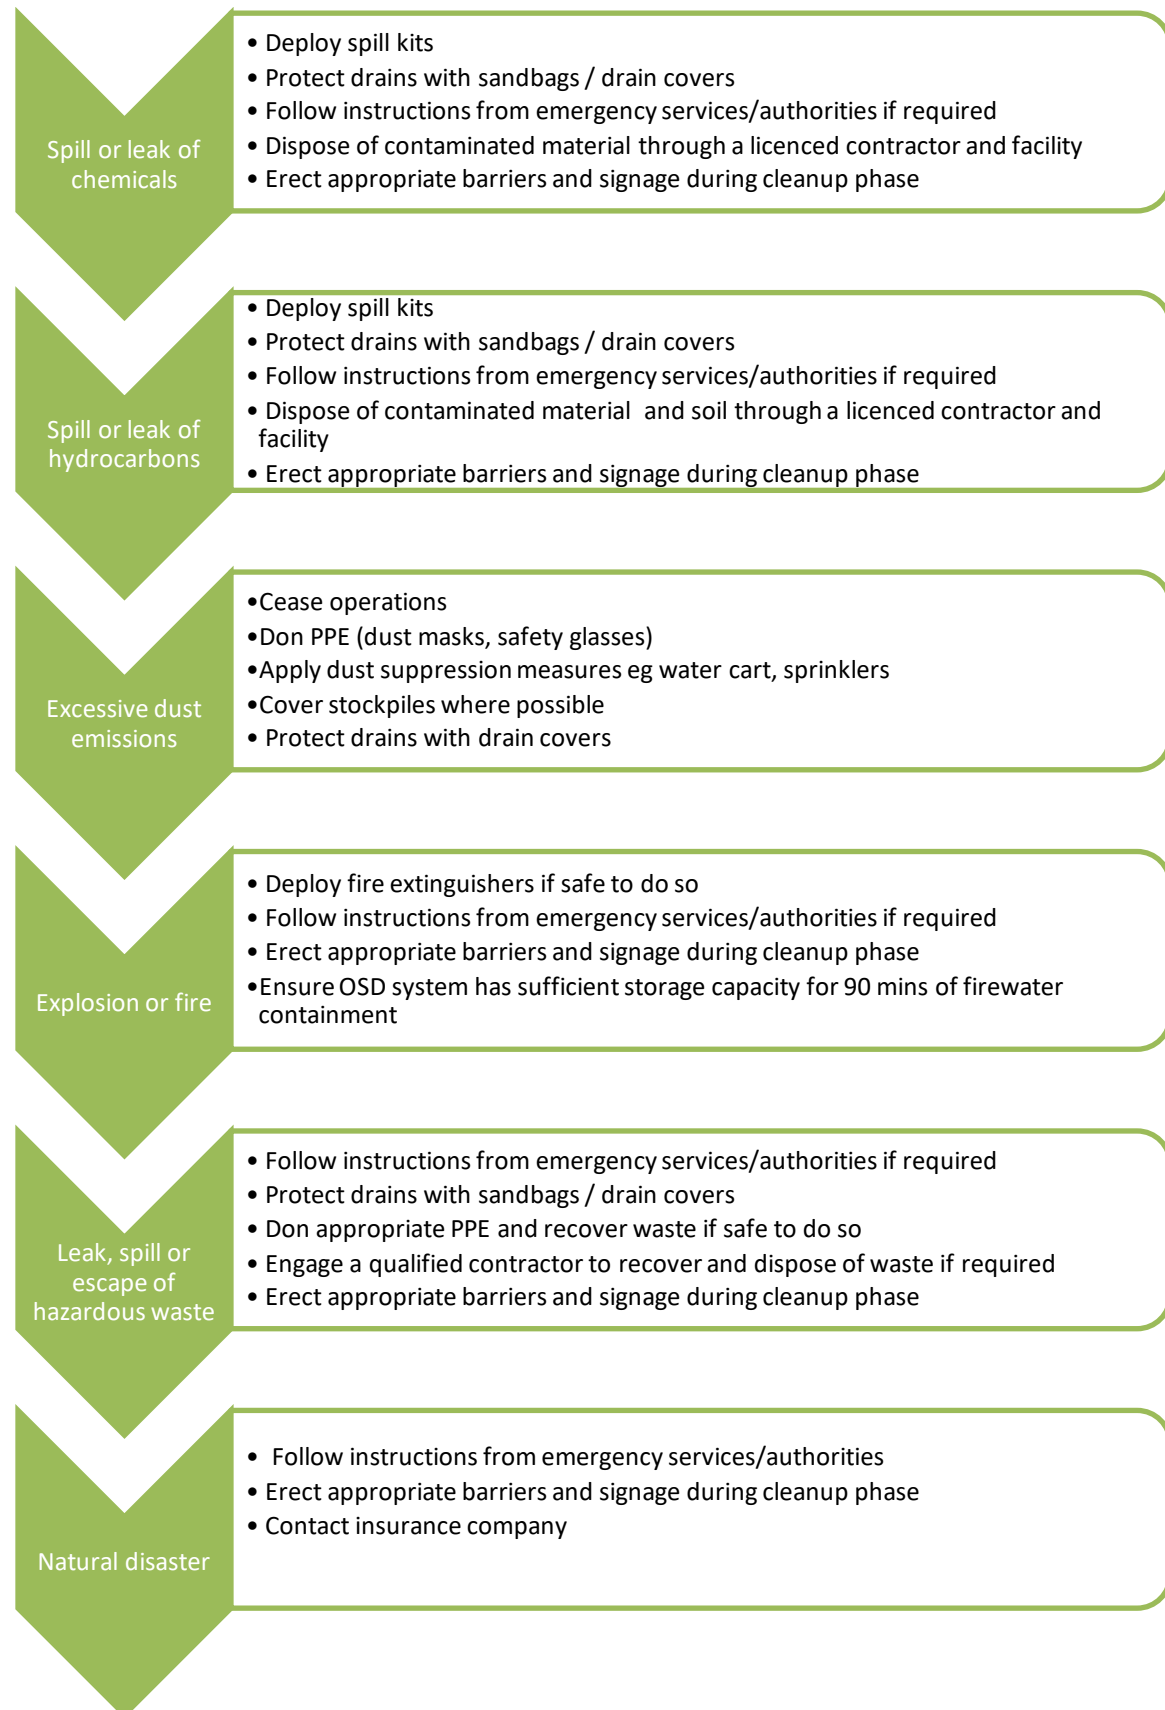 Spill or leak of
chemicals
• Deploy spill kits
• Protect drains with sandbags / drain covers
• Follow instructions from emergency services/authorities if required
• Dispose of contaminated material through a licenced contractor and facility
• Erect appropriate barriers and signage during cleanup phase
Spill or leak of
hydrocarbons
• Deploy spill kits
• Protect drains with sandbags / drain covers
• Follow instructions from emergency services/authorities if required
• Dispose of contaminated material  and soil through a licenced contractor and
facility
• Erect appropriate barriers and signage during cleanup phase
Excessive dust
emissions
•Cease operations
•Don PPE (dust masks, safety glasses)
•Apply dust suppression measures eg water cart, sprinklers
•Cover stockpiles where possible
• Protect drains with drain covers
Explosion or fire
• Deploy fire extinguishers if safe to do so
• Follow instructions from emergency services/authorities if required
• Erect appropriate barriers and signage during cleanup phase
•Ensure OSD system has sufficient storage capacity for 90 mins of firewater
containment
Leak, spill or
escape of
hazardous waste
• Follow instructions from emergency services/authorities if required
• Protect drains with sandbags / drain covers
• Don appropriate PPE and recover waste if safe to do so
• Engage a qualified contractor to recover and dispose of waste if required
• Erect appropriate barriers and signage during cleanup phase
Natural disaster
• Follow instructions from emergency services/authorities
• Erect appropriate barriers and signage during cleanup phase
• Contact insurance company